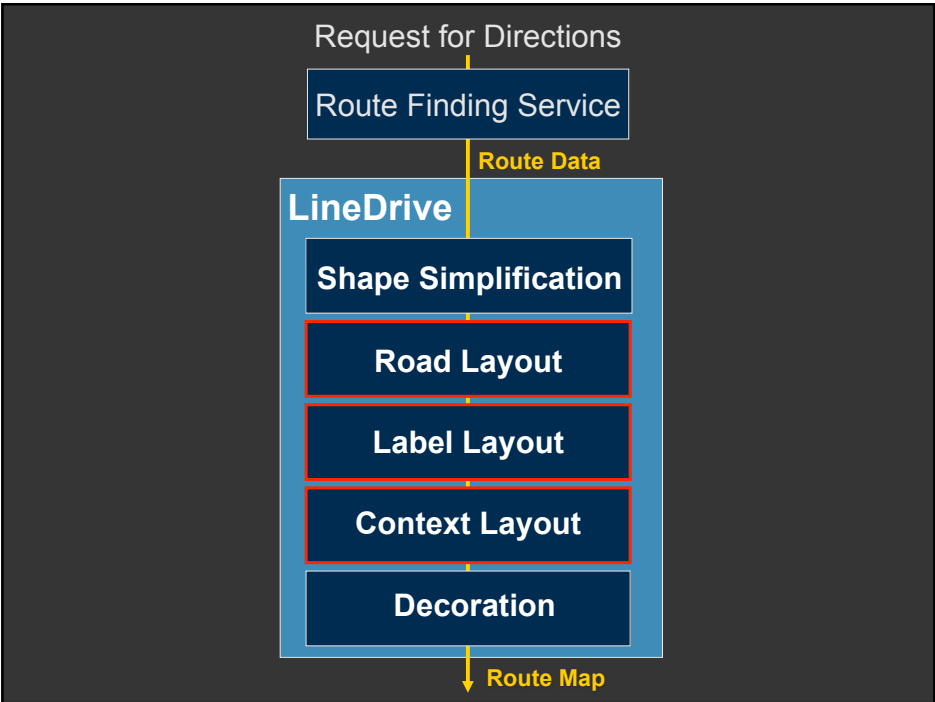 Request for Directions
Route Finding Service
Route Data
LineDrive
Shape Simplification
Road Layout
Label Layout
Context Layout
Decoration
Route Map